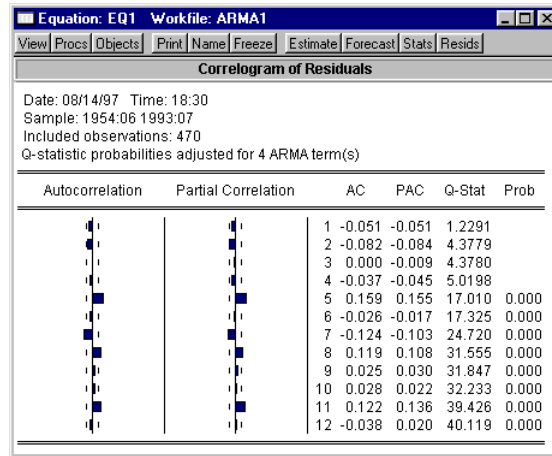 Equation: EQ1 Workfile: ARMA1
View Procs Objects Print Name Freeze Estimate Forecast Stats Resids
Correlogram of Residuals
Date: 08/14/97 Time: 18:30
Sample: 1954:06 1993:07
Included observations: 470
Q-statistic probabilities adjusted for 4 ARMA term(s)
Autocorrelation Partial Correlation AC PAC Q-Stat Prob
1 -0.051 -0.051 1.2291
2 -0.082 -0.084 4.3779
3 0.000 -0.009 4.3780
4 -0.037 -0.045 5.0198
5 0.159 0.155 17.010 0.000
6 -0.026 -0.017 17.325 0.000
7 -0.124 -0.103 24.720 0.000
8 0.119 0.108 31.555 0.000
9 0.025 0.030 31.847 0.000
10 0.028 0.022 32.233 0.000
11 0.122 0.136 39.426 0.000
12 -0.038 0.020 40.119 0.000